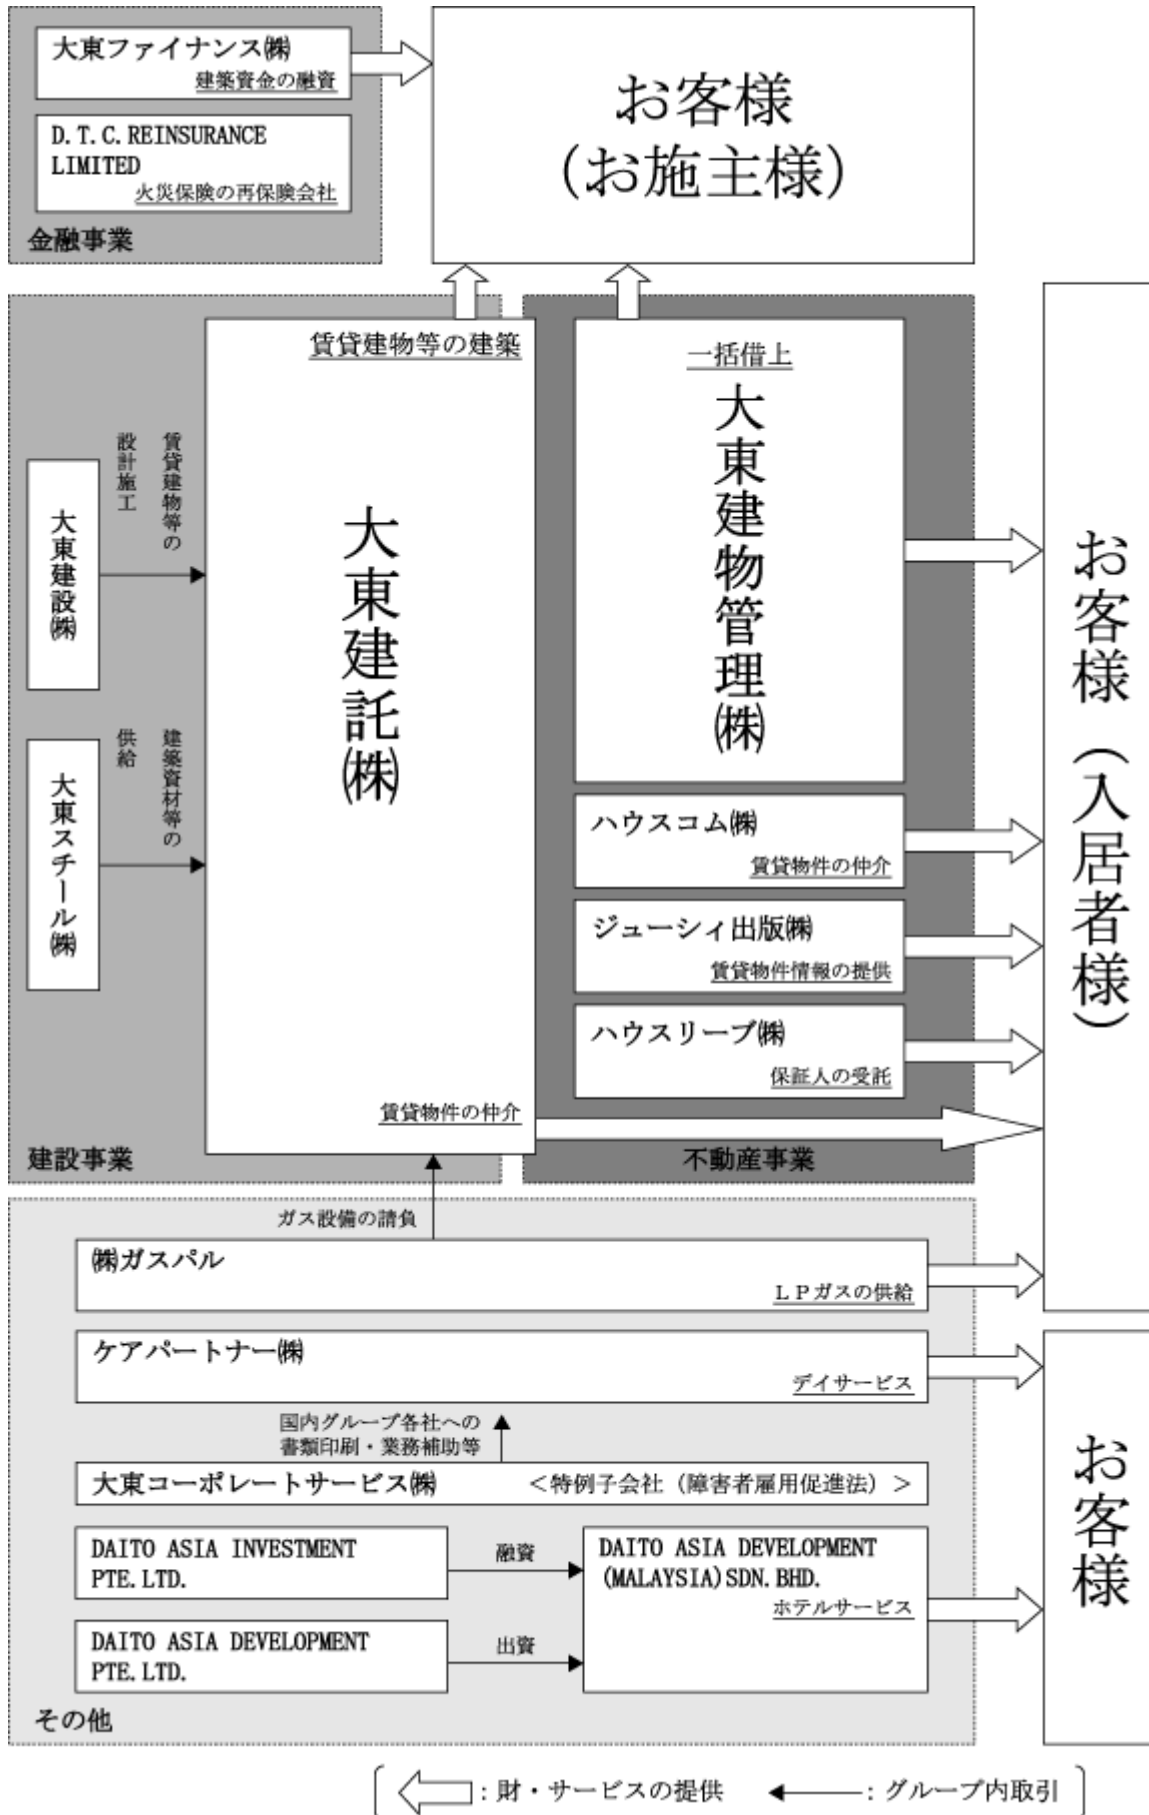 大東ファイナンス㈱
建築資金の融資
D.T.C.REINSURANCE
LIMITED
火災保険の再保険会社
金融事業
お客様
(お施主様)
賃貸建物等の建築
大東建託㈱
賃貸物件の仲介
賃貸建物等の
設計施工
大東建設㈱
建築資材等の
供給
大東スチール㈱
建設事業
一括借上
大東建物管理㈱
ハウスコム㈱
賃貸物件の仲介
ジューシィ出版㈱
賃貸物件情報の提供
ハウスリーブ㈱
保証人の受託
不動産事業
お客様（入居者様）
ガス設備の請負
㈱ガスパル
ＬＰガスの供給
ケアパートナー㈱
デイサービス
国内グループ各社への
書類印刷・業務補助等
大東コーポレートサービス㈱　＜特例子会社（障害者雇用促進法）＞
DAITO ASIA INVESTMENT
PTE.LTD.
融資
DAITO ASIA DEVELOPMENT
(MALAYSIA)SDN.BHD.
ホテルサービス
DAITO ASIA DEVELOPMENT
PTE.LTD.
出資
その他
お客様
：財・サービスの提供　：グループ内取引